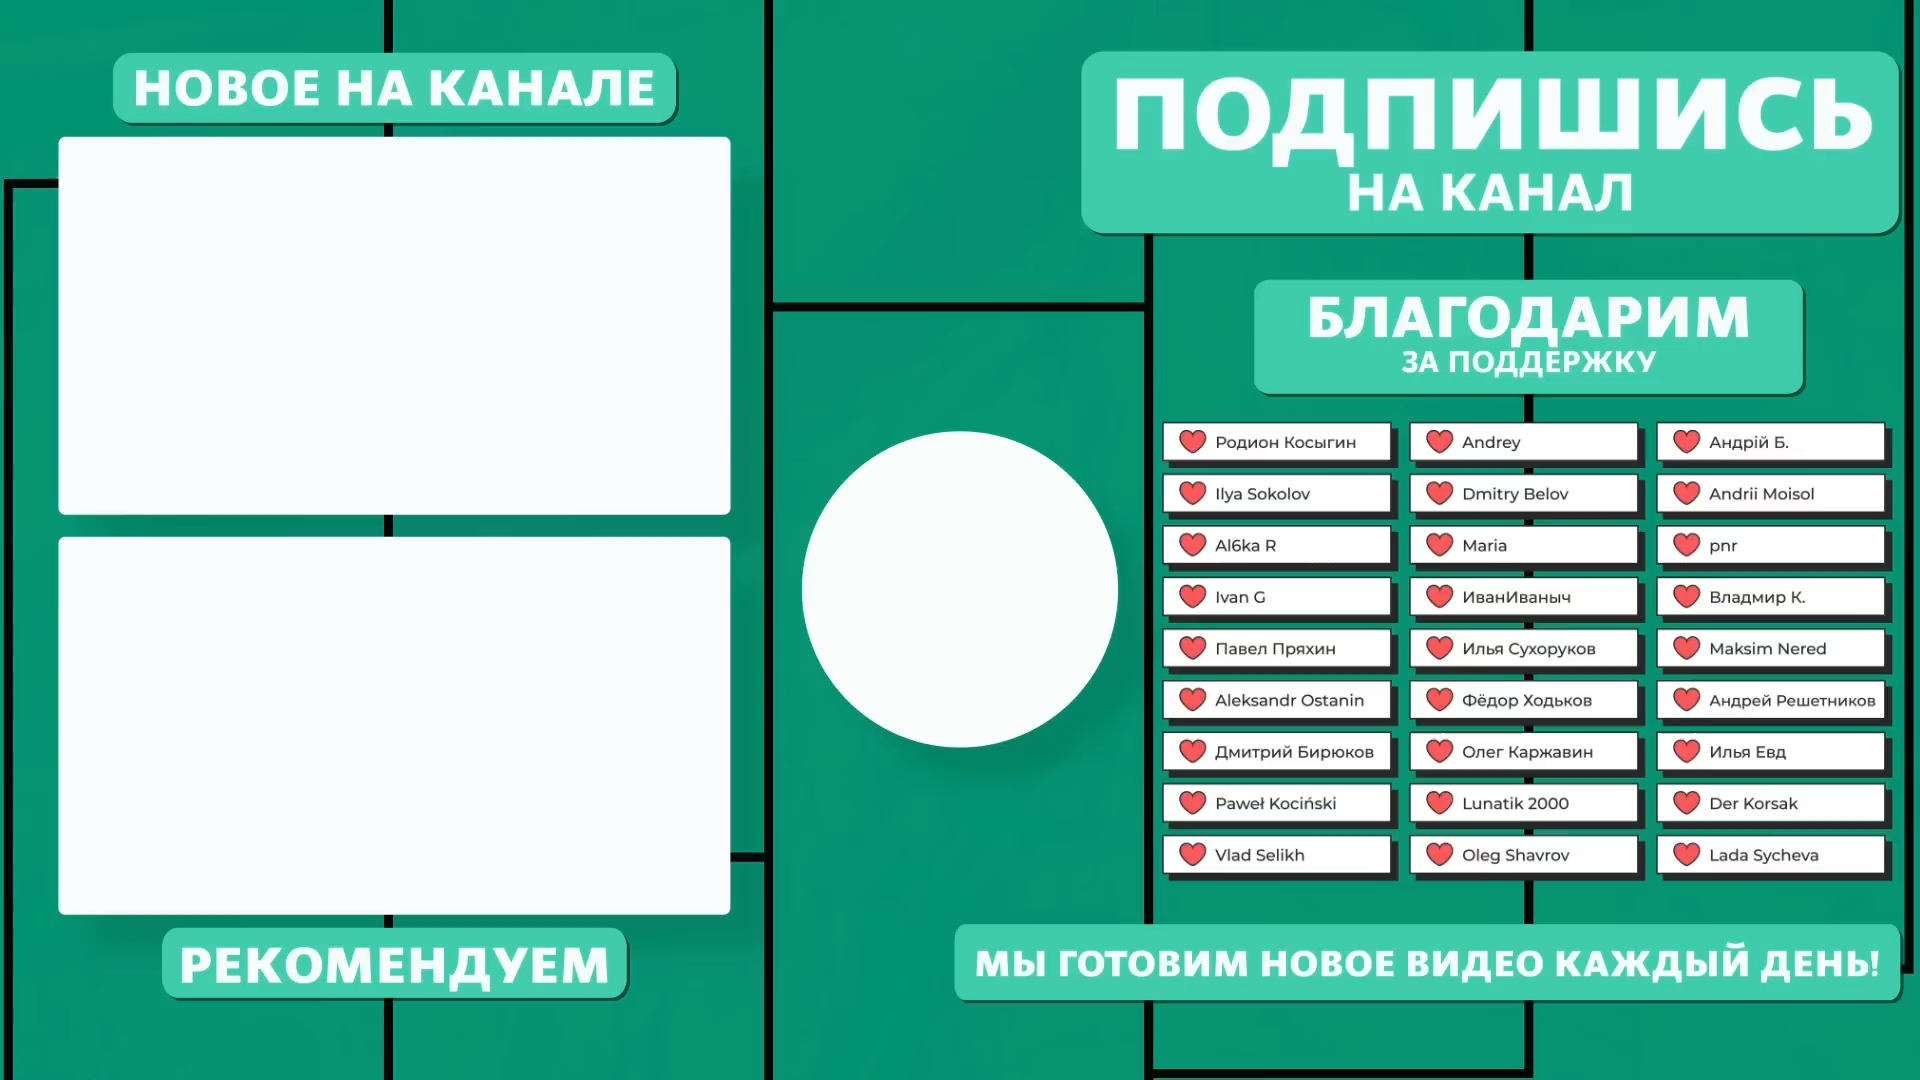 НОВОЕ НА КАНАЛЕ
РЕКОМЕНДУЕМ
ПОДПИШИСЬ
НА КАНАЛ
БЛАГОДАРИМ
ЗА ПОДДЕРЖКУ
Родион Косыгин
Andrey
Андрій Б.
Ilya Sokolov
Dmitry Belov
Andrii Moisol
Al6ka R
Maria
pnr
Ivan G
ИванИваныч
Владмир К.
Павел Пряхин
Илья Сухоруков
Maksim Nered
Aleksandr Ostanin
Фёдор Ходьков
Андрей Решетников
Дмитрий Бирюков
Олег Каржавин
Илья Евд
Paweł Kociński
Lunatik 2000
Der Korsak
Vlad Selikh
Oleg Shavrov
Lada Sycheva
МЫ ГОТОВИМ НОВОЕ ВИДЕО КАЖДЫЙ ДЕНЬ!